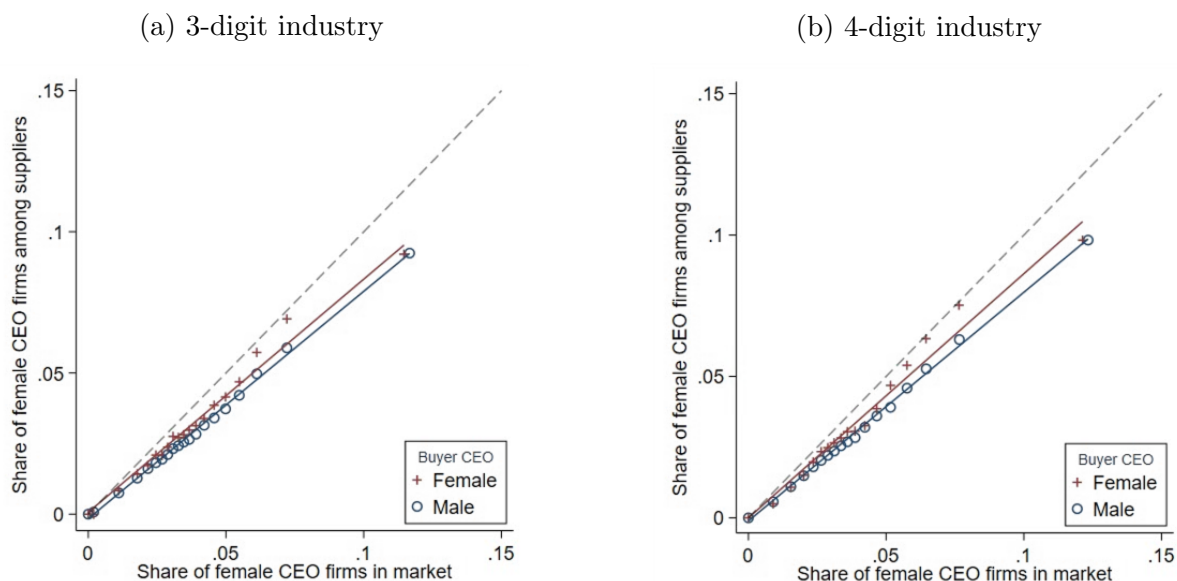 (a) 3-digit industry
Share of female CEO firms among suppliers
.15
.1
.05
0
0
.05
.1
.15
Share of female CEO firms in market
Buyer CEO
Female
Male
(b) 4-digit industry
Share of female CEO firms among suppliers
.15
.1
.05
0
0
.05
.1
.15
Share of female CEO firms in market
Buyer CEO
Female
Male